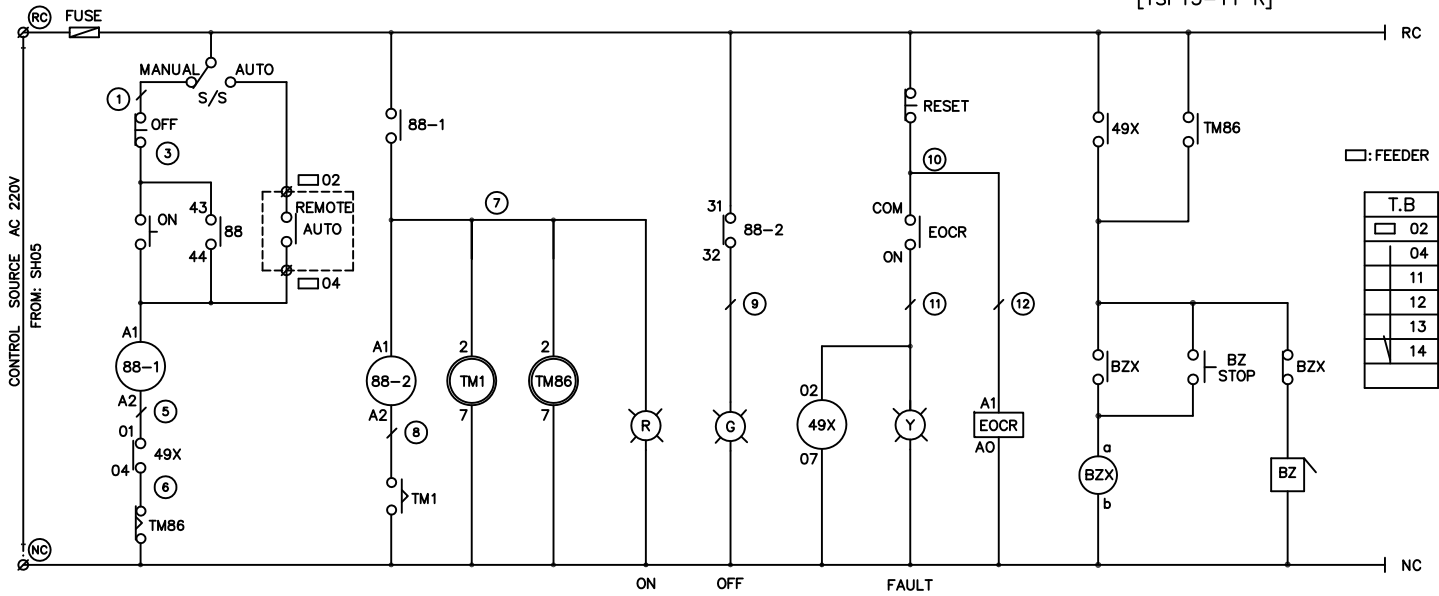 RC FUSE
RC
MANUAL AUTO
S/S
1
OFF
3
43
ON
88
44
02
REMOTE
AUTO
04
CONTROL SOURCE AC 220V
FROM: SH05
A1
88-1
A2
5
01
49X
04
6
TM86
NC
88-1
7
A1
88-2
A2
8
TM1
2
TM1
7
2
TM86
7
R
ON
31
88-2
32
9
G
OFF
RESET
10
COM
EOCR
ON
11
12
02
49X
07
Y
FAULT
A1
EOCR
A0
49X
TM86
BZX
BZ
STOP
BZX
a
BZX
b
BZ
: FEEDER
T.B
02
04
11
12
13
14
NC